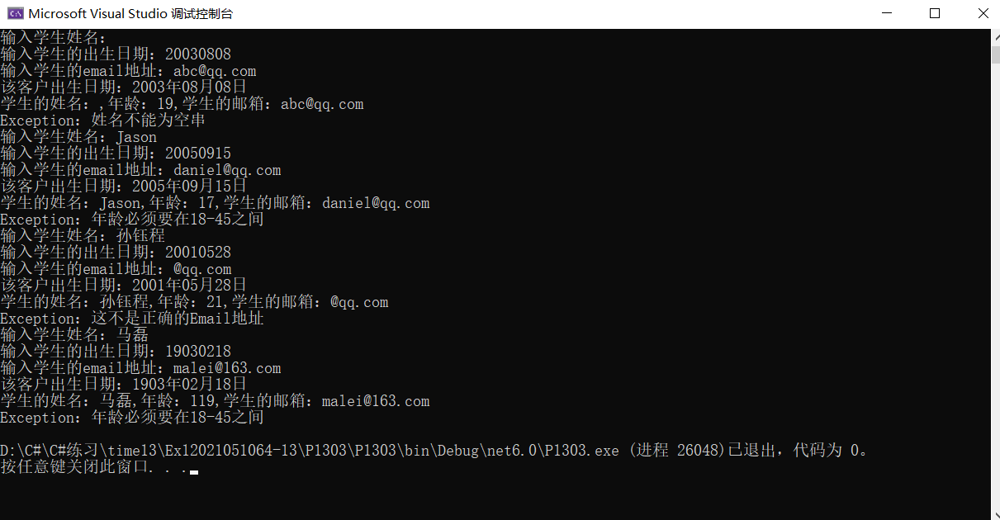 Microsoft Visual Studio 调试控制台
输入学生姓名：
输入学生的出生日期：20030808
输入学生的email地址：abc@qq.com
该客户出生日期：2003年08月08日
学生的姓名：,年龄：19,学生的邮箱：abc@qq.com
Exception：姓名不能为空串
输入学生姓名：Jason
输入学生的出生日期：20050915
输入学生的email地址：daniel@qq.com
该客户出生日期：2005年09月15日
学生的姓名：Jason,年龄：17,学生的邮箱：daniel@qq.com
Exception：年龄必须要在18-45之间
输入学生姓名：孙钰程
输入学生的出生日期：20010528
输入学生的email地址：@qq.com
该客户出生日期：2001年05月28日
学生的姓名：孙钰程,年龄：21,学生的邮箱：@qq.com
Exception：这不是正确的Email地址
输入学生姓名：马磊
输入学生的出生日期：19030218
输入学生的email地址：malei@163.com
该客户出生日期：1903年02月18日
学生的姓名：马磊,年龄：119,学生的邮箱：malei@163.com
Exception：年龄必须要在18-45之间
D:\C#\C#练习\time13\Ex12021051064-13\P1303\P1303\bin\Debug\net6.0\P1303.exe (进程 26048)已退出，代码为 0。
按任意键关闭此窗口. . .